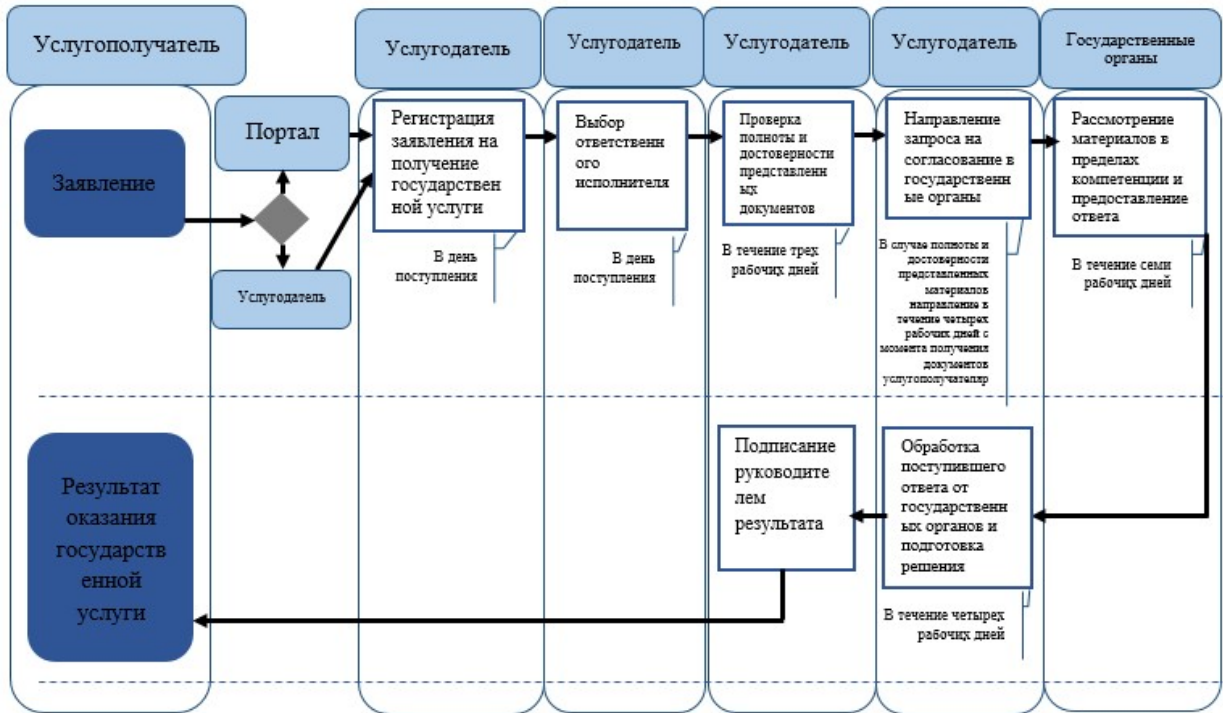 Услугополучатель
Услугодатель
Услугодатель
Услугодатель
Услугодатель
Государственные
органы
Заявление
Портал
Услугодатель
Регистрация
заявления на
получение
государствен
ной услуги
В день
поступления
Выбор
ответственн
ого
исполнителя
В день
поступления
Проверка
полноты и
достоверности
представленн
ых
документов
В течение трех
рабочих дней
Направление
запроса на
согласование в
государственн
ые органы
В случае полноты и
достоверности
представленных
материалов
направление в
течение четырех
рабочих дней с
момента получения
документов
услугополучателяр
Рассмотрение
материалов в
пределах
компетенции и
предоставление
ответа
В течение семи
рабочих дней
Обработка
поступившего
ответа от
государственн
ых органов и
подготовка
решения
В течение четырех
рабочих дней
Подписание
руководите
лем
результата
Результат
оказания
государств
енной
услуги